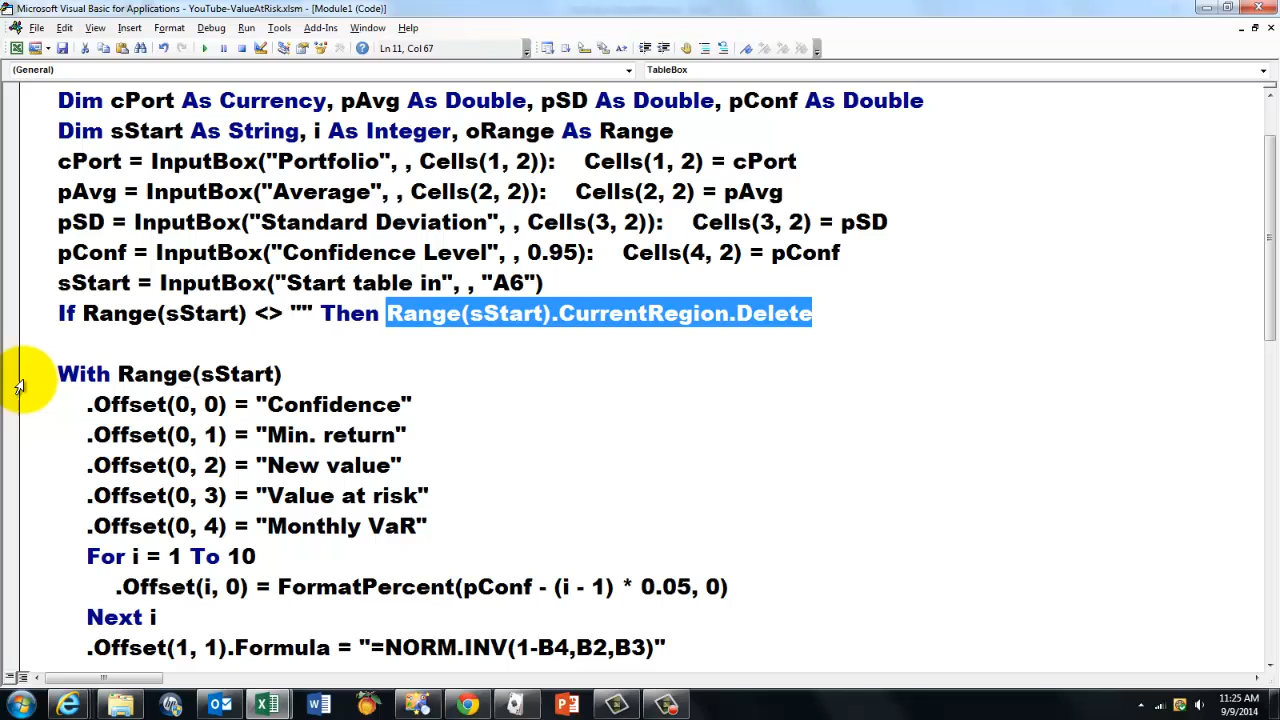 Microsoft Visual Basic for Applications - YouTube-ValueAtRisk.xlsm - [Module1 (Code)]
File Edit View Insert Format Debug Run Tools Add-Ins Window Help
Ln 11, Col 67
(General) TableBox
Dim cPort As Currency, pAvg As Double, pSD As Double, pConf As Double
Dim sStart As String, i As Integer, oRange As Range
cPort = InputBox("Portfolio", , Cells(1, 2)): Cells(1, 2) = cPort
pAvg = InputBox("Average", , Cells(2, 2)): Cells(2, 2) = pAvg
pSD = InputBox("Standard Deviation", , Cells(3, 2)): Cells(3, 2) = pSD
pConf = InputBox("Confidence Level", , 0.95): Cells(4, 2) = pConf
sStart = InputBox("Start table in", , "A6")
If Range(sStart) <> "" Then Range(sStart).CurrentRegion.Delete
With Range(sStart)
.Offset(0, 0) = "Confidence"
.Offset(0, 1) = "Min. return"
.Offset(0, 2) = "New value"
.Offset(0, 3) = "Value at risk"
.Offset(0, 4) = "Monthly VaR"
For i = 1 To 10
.Offset(i, 0) = FormatPercent(pConf - (i - 1) * 0.05, 0)
Next i
.Offset(1, 1).Formula = "=NORM.INV(1-B4,B2,B3)"
11:25 AM
9/9/2014